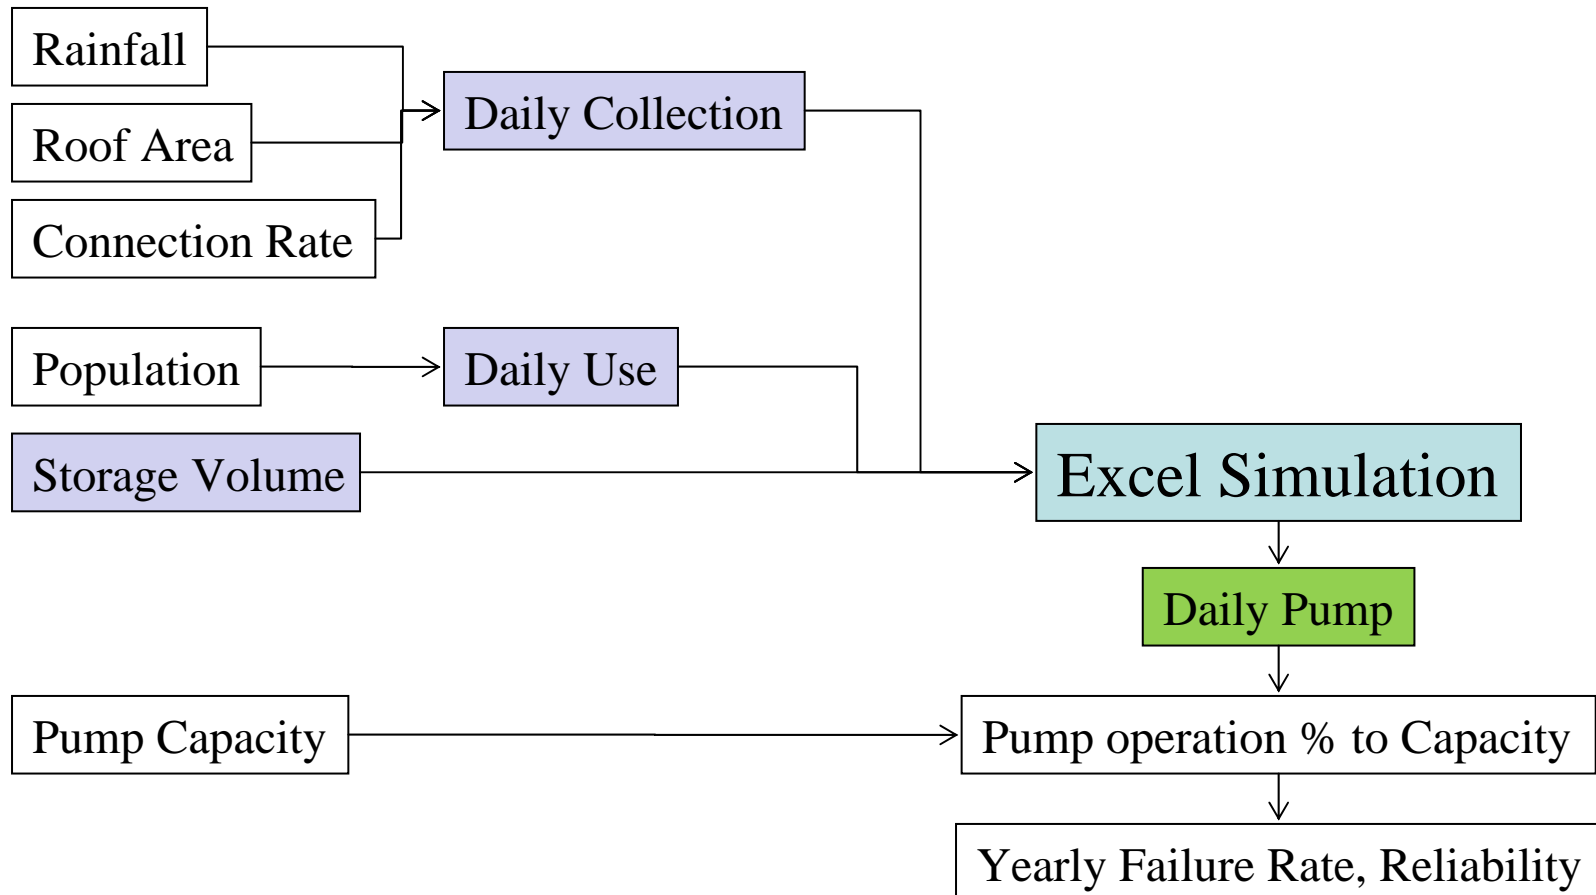 Rainfall
Roof Area
Connection Rate
Daily Collection
Population
Daily Use
Storage Volume
Excel Simulation
Daily Pump
Pump Capacity
Pump operation % to Capacity
Yearly Failure Rate, Reliability